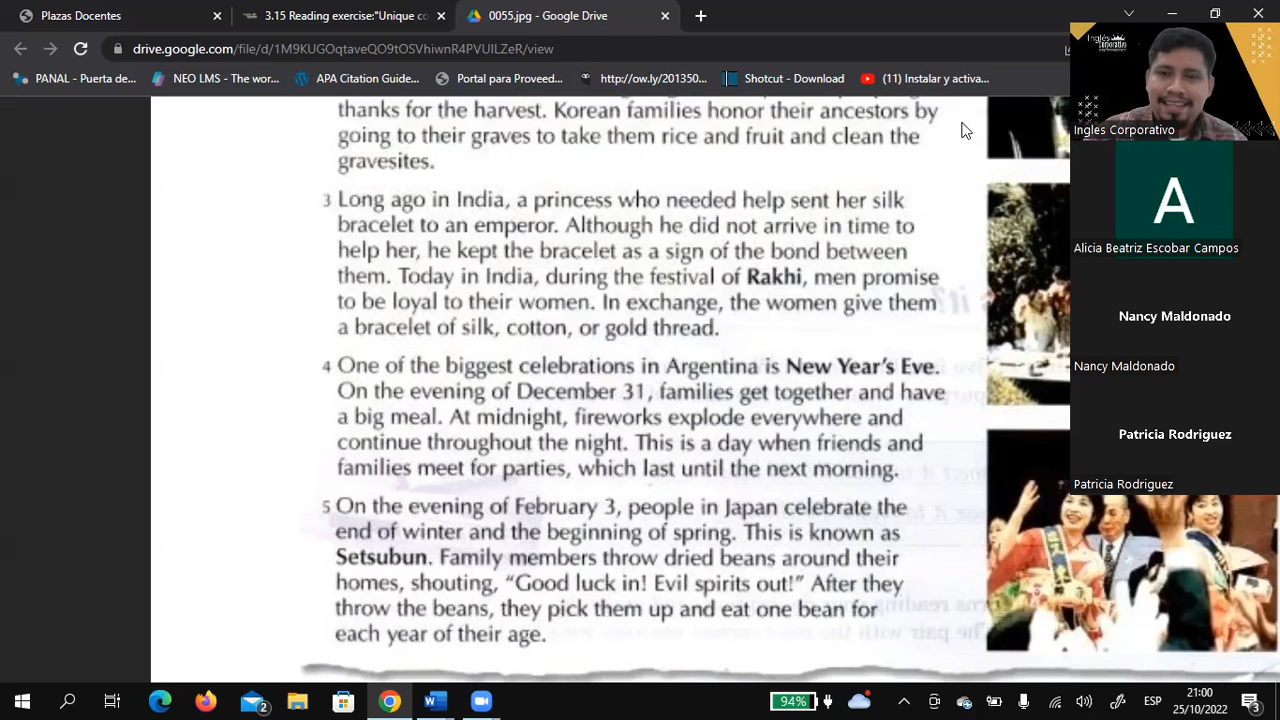 Plazas Docentes
3.15 Reading exercise:"Unique co
0055.jpg - Google Drive
drive.google.com/file/d/1M9KUGOqtaveQO9fOSVhiwnR4PVUILZeR/view
PANAL - Puerta de...
NEO LMS - The wor...
APA Citation Guide...
Portal para Proveed...
http://ow.ly/201350...
Shotcut - Download
(11) Instalar y activa...
thanks for the harvest. Korean families honor their ancestors by
going to their graves to take them rice and fruit and clean the
gravesites.
3 Long ago in India, a princess who needed help sent her silk
bracelet to an emperor. Although he did not arrive in time to
help her, he kept the bracelet as a sign of the bond between
them. Today in India, during the festival of Rakhi, men promise
to be loyal to their women. In exchange, the women give them
a bracelet of silk, cotton, or gold thread.
4 One of the biggest celebrations in Argentina is New Year's Eve.
On the evening of December 31, families get together and have
a big meal. At midnight, fireworks explode everywhere and
continue throughout the night. This is a day when friends and
families meet for parties, which last until the next morning.
5 On the evening of February 3, people in Japan celebrate the
end of winter and the beginning of spring. This is known as
Setsubun. Family members throw dried beans around their
homes, shouting, "Good luck in! Evil spirits out!" After they
throw the beans, they pick them up and eat one bean for
each year of their age.
Inglés
Corporativo
Ingles Corporativo
A
Alicia Beatriz Escobar Campos
Nancy Maldonado
Nancy Maldonado
Patricia Rodriguez
Patricia Rodriguez
2
94%
ESP
21:00
25/10/2022
3